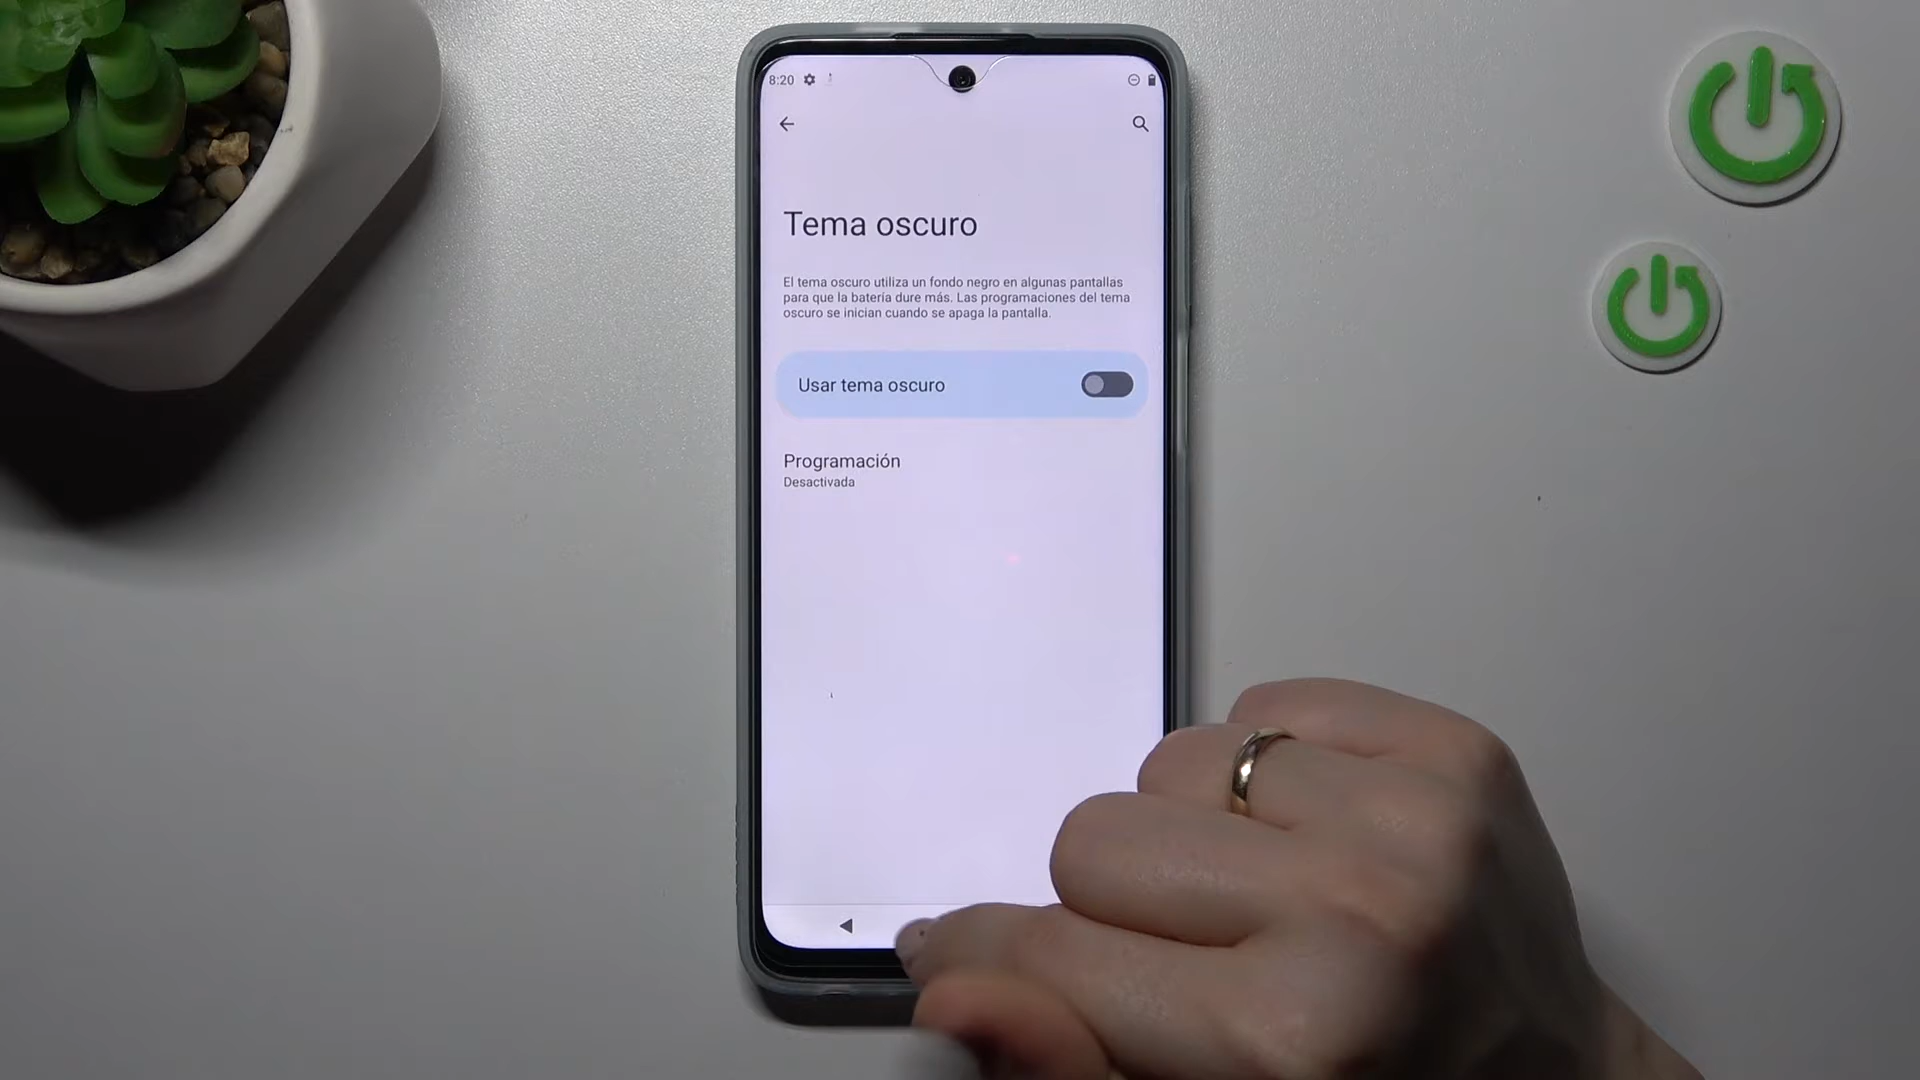 8:20
Tema oscuro
El tema oscuro utiliza un fondo negro en algunas pantallas
para que la batería dure más. Las programaciones del tema
oscuro se inician cuando se apaga la pantalla.
Usar tema oscuro
Programación
Desactivada